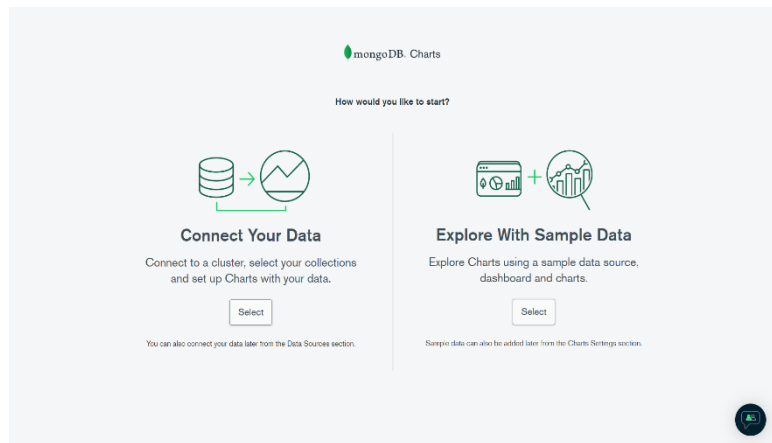 mongoDB. Charts
How would you like to start?
Connect Your Data
Connect to a cluster, select your collections
and set up Charts with your data.
Select
You can also connect your data later from the Data Sources section.
Explore With Sample Data
Explore Charts using a sample data source,
dashboard and charts.
Select
Sample data can also be added later from the Charts Settings section.